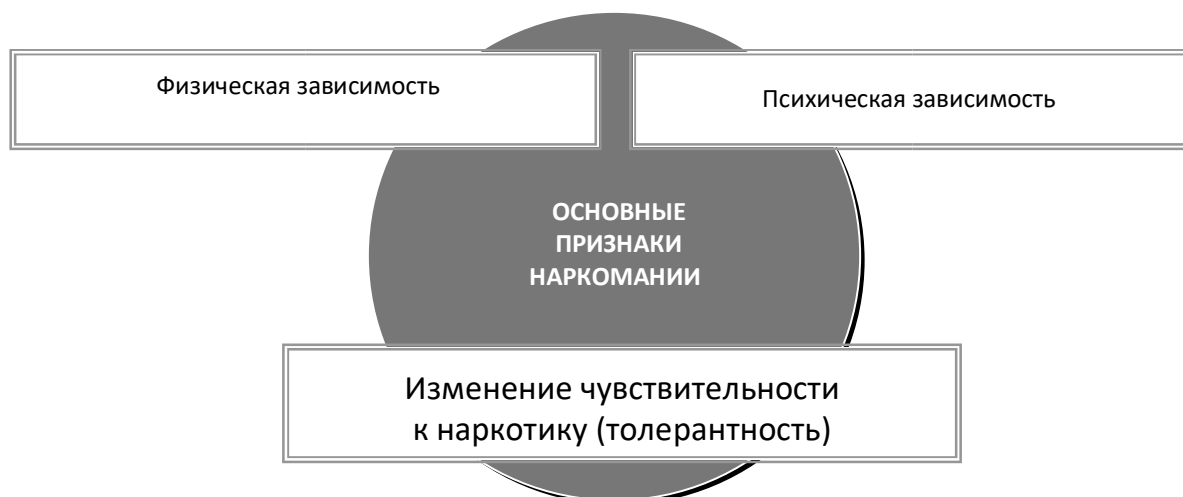 Физическая зависимость
Психическая зависимость
ОСНОВНЫЕ
ПРИЗНАКИ
НАРКОМАНИИ
Изменение чувствительности
к наркотику (толерантность)